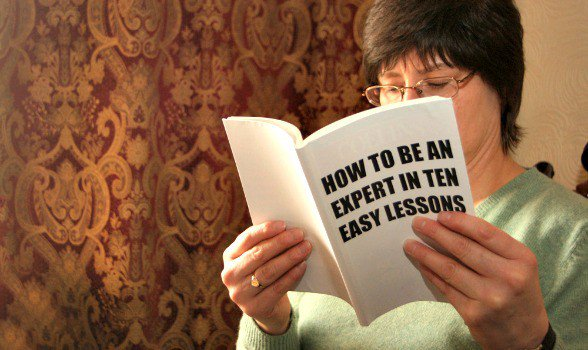 HOW TO BE AN
EXPERT IN TEN
EASY LESSONS